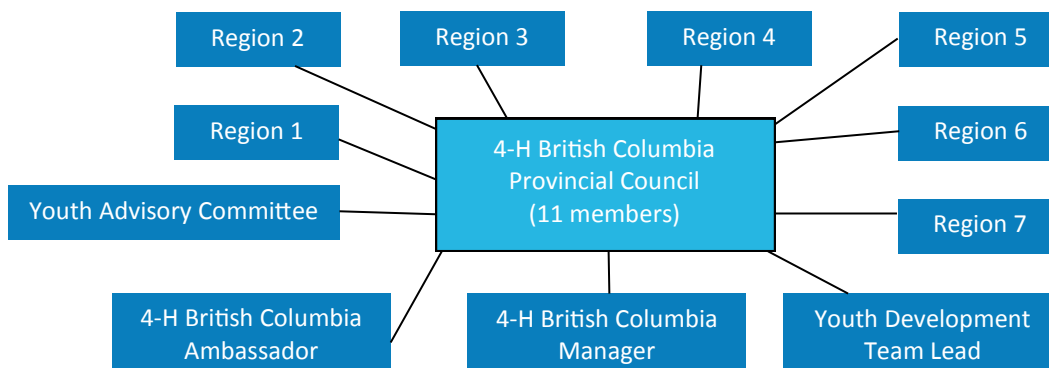 Region 2
Region 3
Region 4
Region 5
Region 1
4-H British Columbia
Provincial Council
(11 members)
Region 6
Youth Advisory Committee
Region 7
4-H British Columbia
Ambassador
4-H British Columbia
Manager
Youth Development
Team Lead